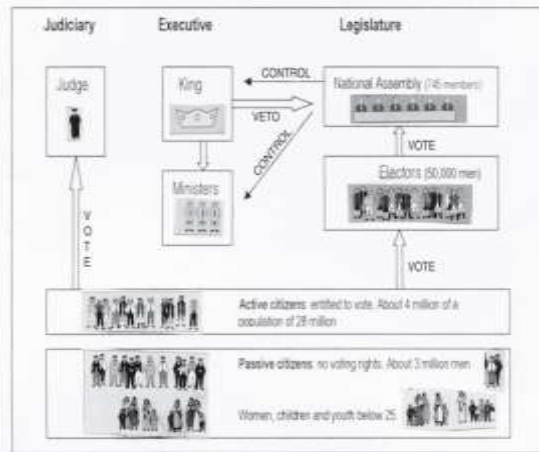 Judiciary Executive Legislature
Judge
King
CONTROL
National Assembly (745 members)
VETO
CONTROL
VOTE
Ministers
Electors (50,000 men)
VOTE
VOTE
Active citizens: entitled to vote. About 4 million of a
population of 28 million
Passive citizens: no voting rights. About 3 million men.
Women, children and youth below 25.